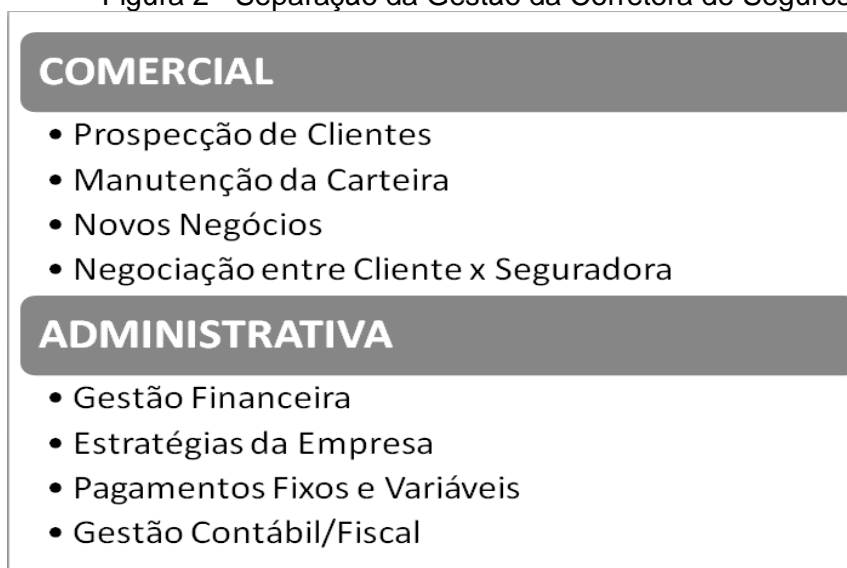 Figura 2 - Separação da Gestão da Corretora de Seguros
COMERCIAL
• Prospecção de Clientes
• Manutenção da Carteira
• Novos Negócios
• Negociação entre Cliente x Seguradora
ADMINISTRATIVA
• Gestão Financeira
• Estratégias da Empresa
• Pagamentos Fixos e Variáveis
• Gestão Contábil/Fiscal